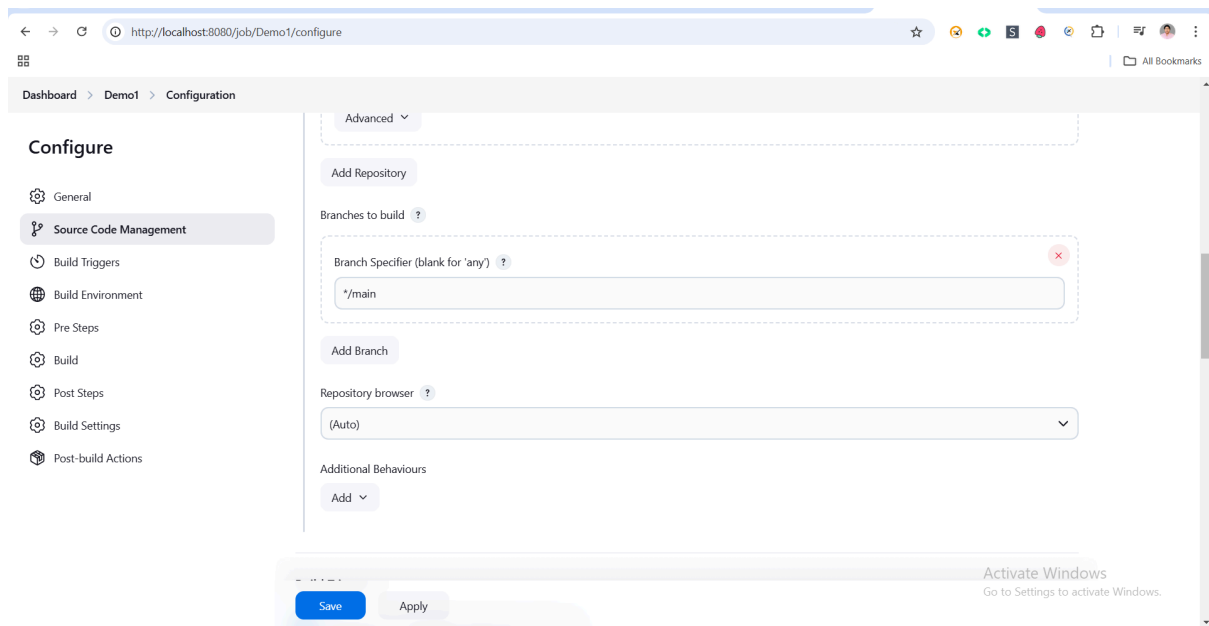 http://localhost:8080/job/Demo1/configure
S
All Bookmarks
Dashboard > Demo1 > Configuration
Configure
General
Source Code Management
Build Triggers
Build Environment
Pre Steps
Build
Post Steps
Build Settings
Post-build Actions
Advanced
Add Repository
Branches to build ?
Branch Specifier (blank for 'any') ?
*/main
Add Branch
Repository browser ?
(Auto)
Additional Behaviours
Add
Save Apply
Activate Windows
Go to Settings to activate Windows.